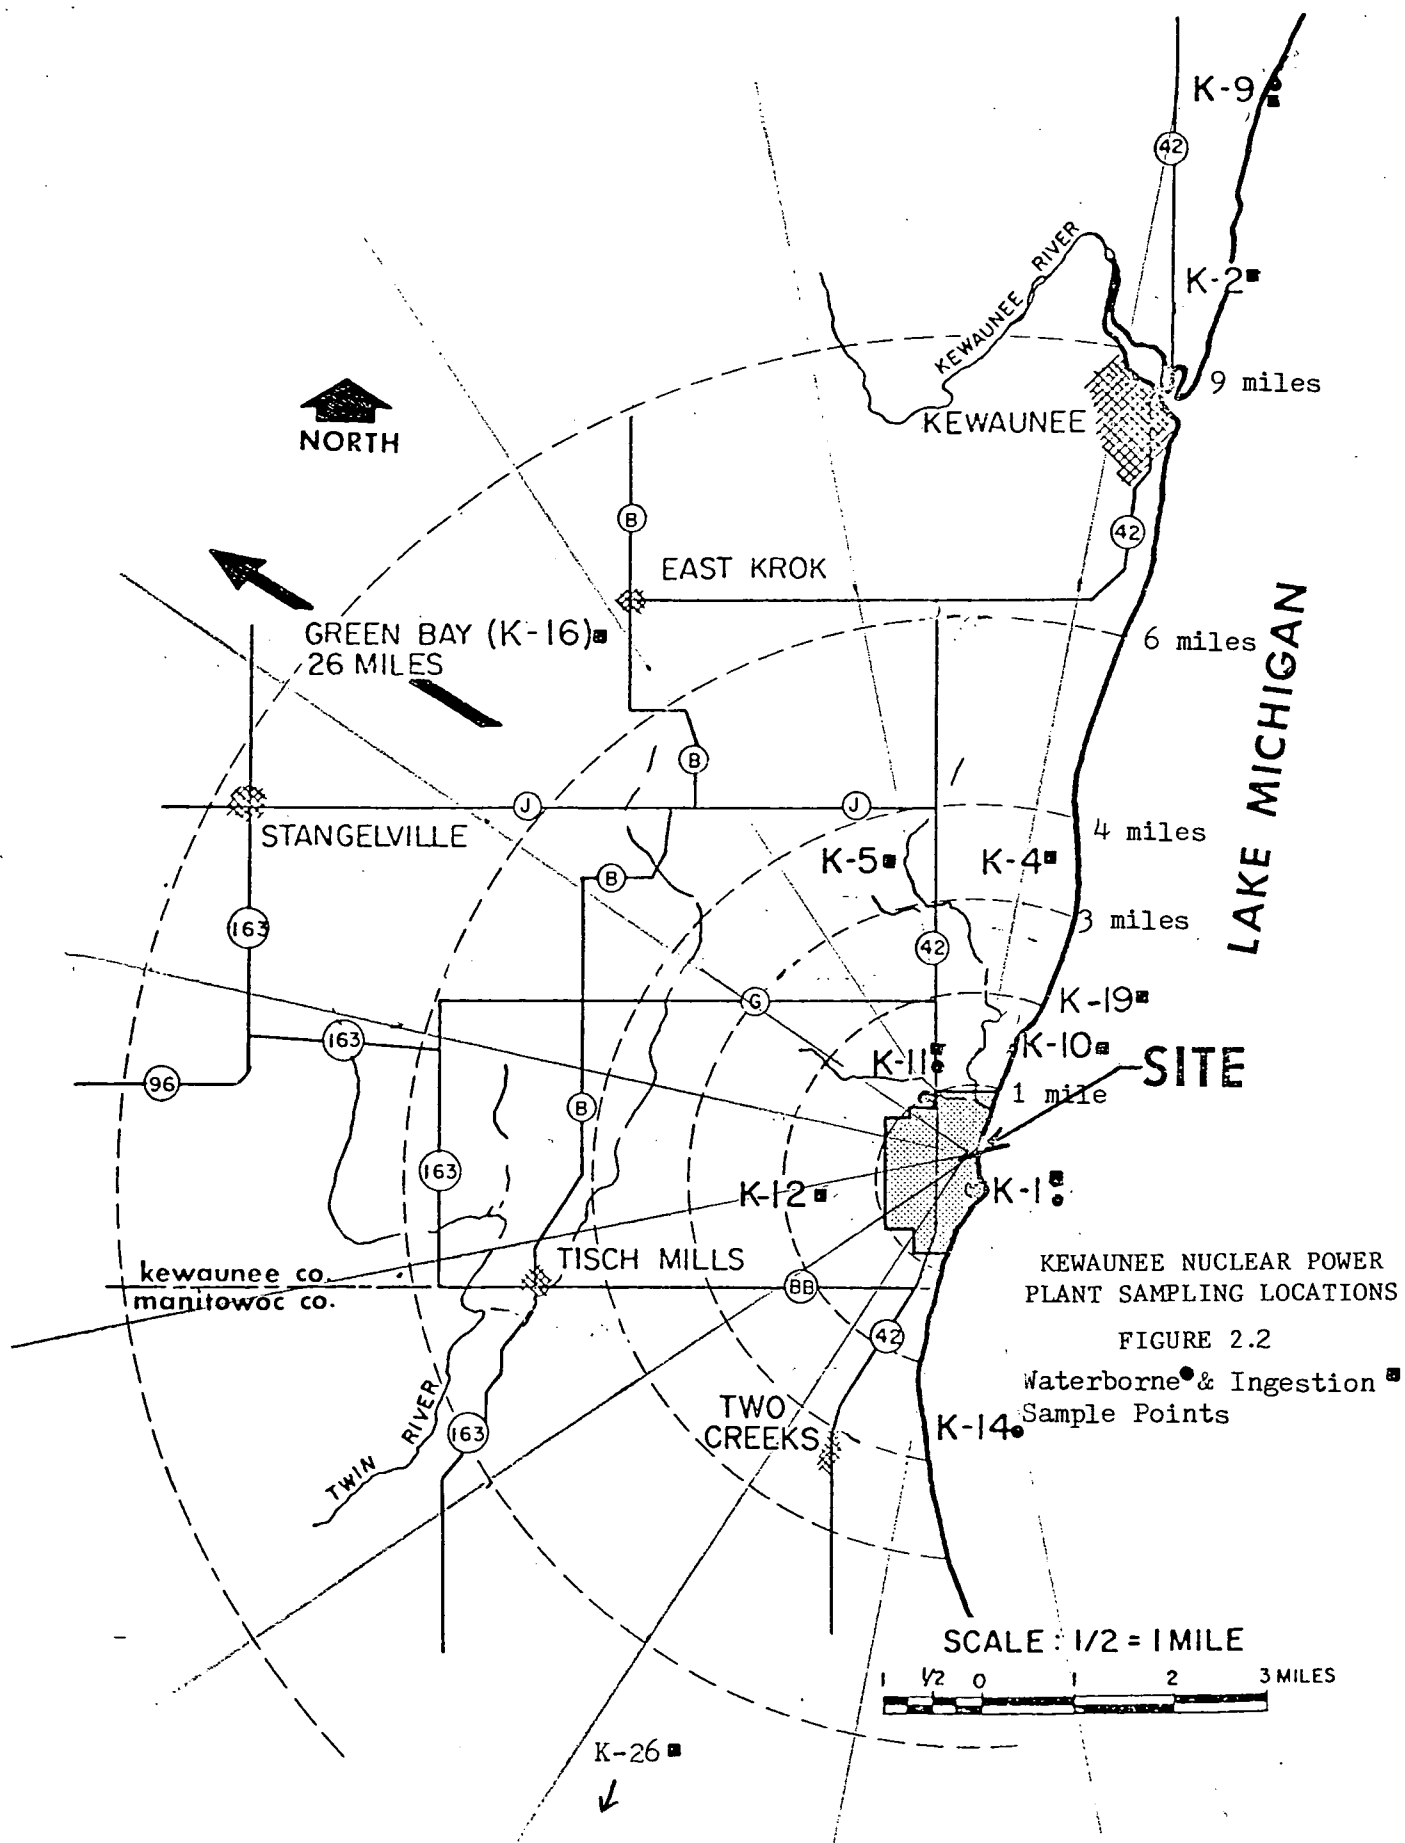 K-9
42
KEWAUNEE RIVER
K-2
9 miles
KEWAUNEE
NORTH
B
42
EAST KROK
GREEN BAY (K-16)
26 MILES
6 miles
LAKE MICHIGAN
B
J
J
STANGELVILLE
4 miles
K-5
K-4
B
163
3 miles
42
G
K-19
163
K-11
K-10
SITE
96
1 mile
B
163
K-12
K-1
TISCH MILLS
KEWAUNEE NUCLEAR POWER
PLANT SAMPLING LOCATIONS
kewaunee co.
manitowoc co.
BB
FIGURE 2.2
42
Waterborne & Ingestion
Sample Points
TWO
CREEKS
K-14
TWIN RIVER
163
SCALE : 1/2 = 1 MILE
1 1/2 0 1 2 3 MILES
K-26